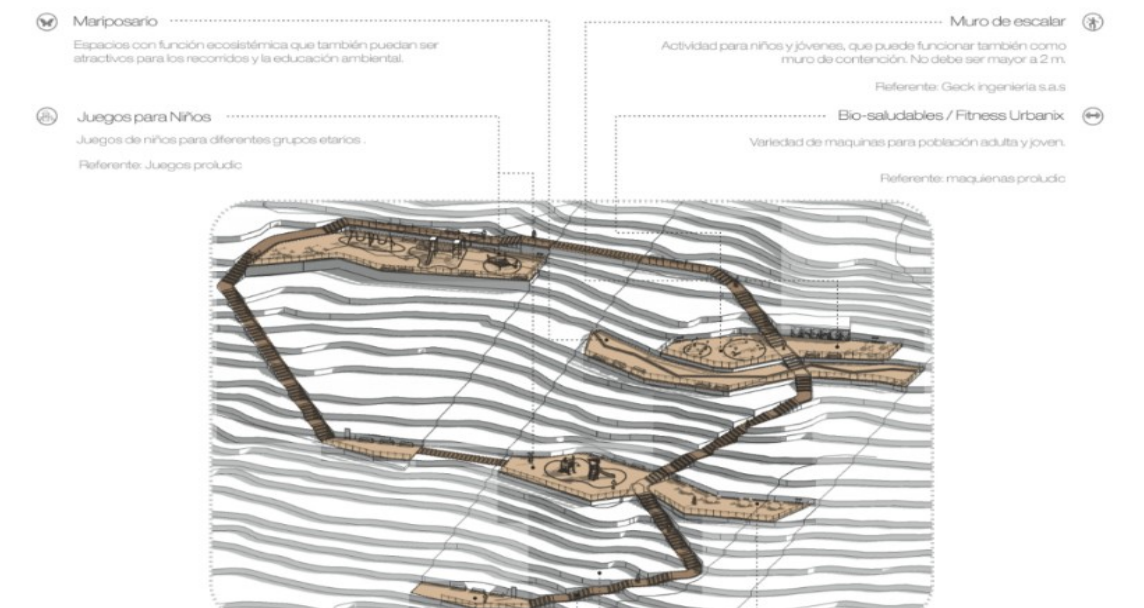 Mariposario
Espacios con función ecosistémica que también puedan ser
atractivos para los recorridos y la educación ambiental.
Juegos para Niños
Juegos de niños para diferentes grupos etarios .
Referente: Juegos proludic
Muro de escalar
Actividad para niños y jóvenes, que puede funcionar también como
muro de contención. No debe ser mayor a 2 m.
Referente: Geck ingenieria s.a.s
Bio-saludables / Fitness Urbanix
Variedad de maquinas para población adulta y joven.
Referente: maquienas proludic